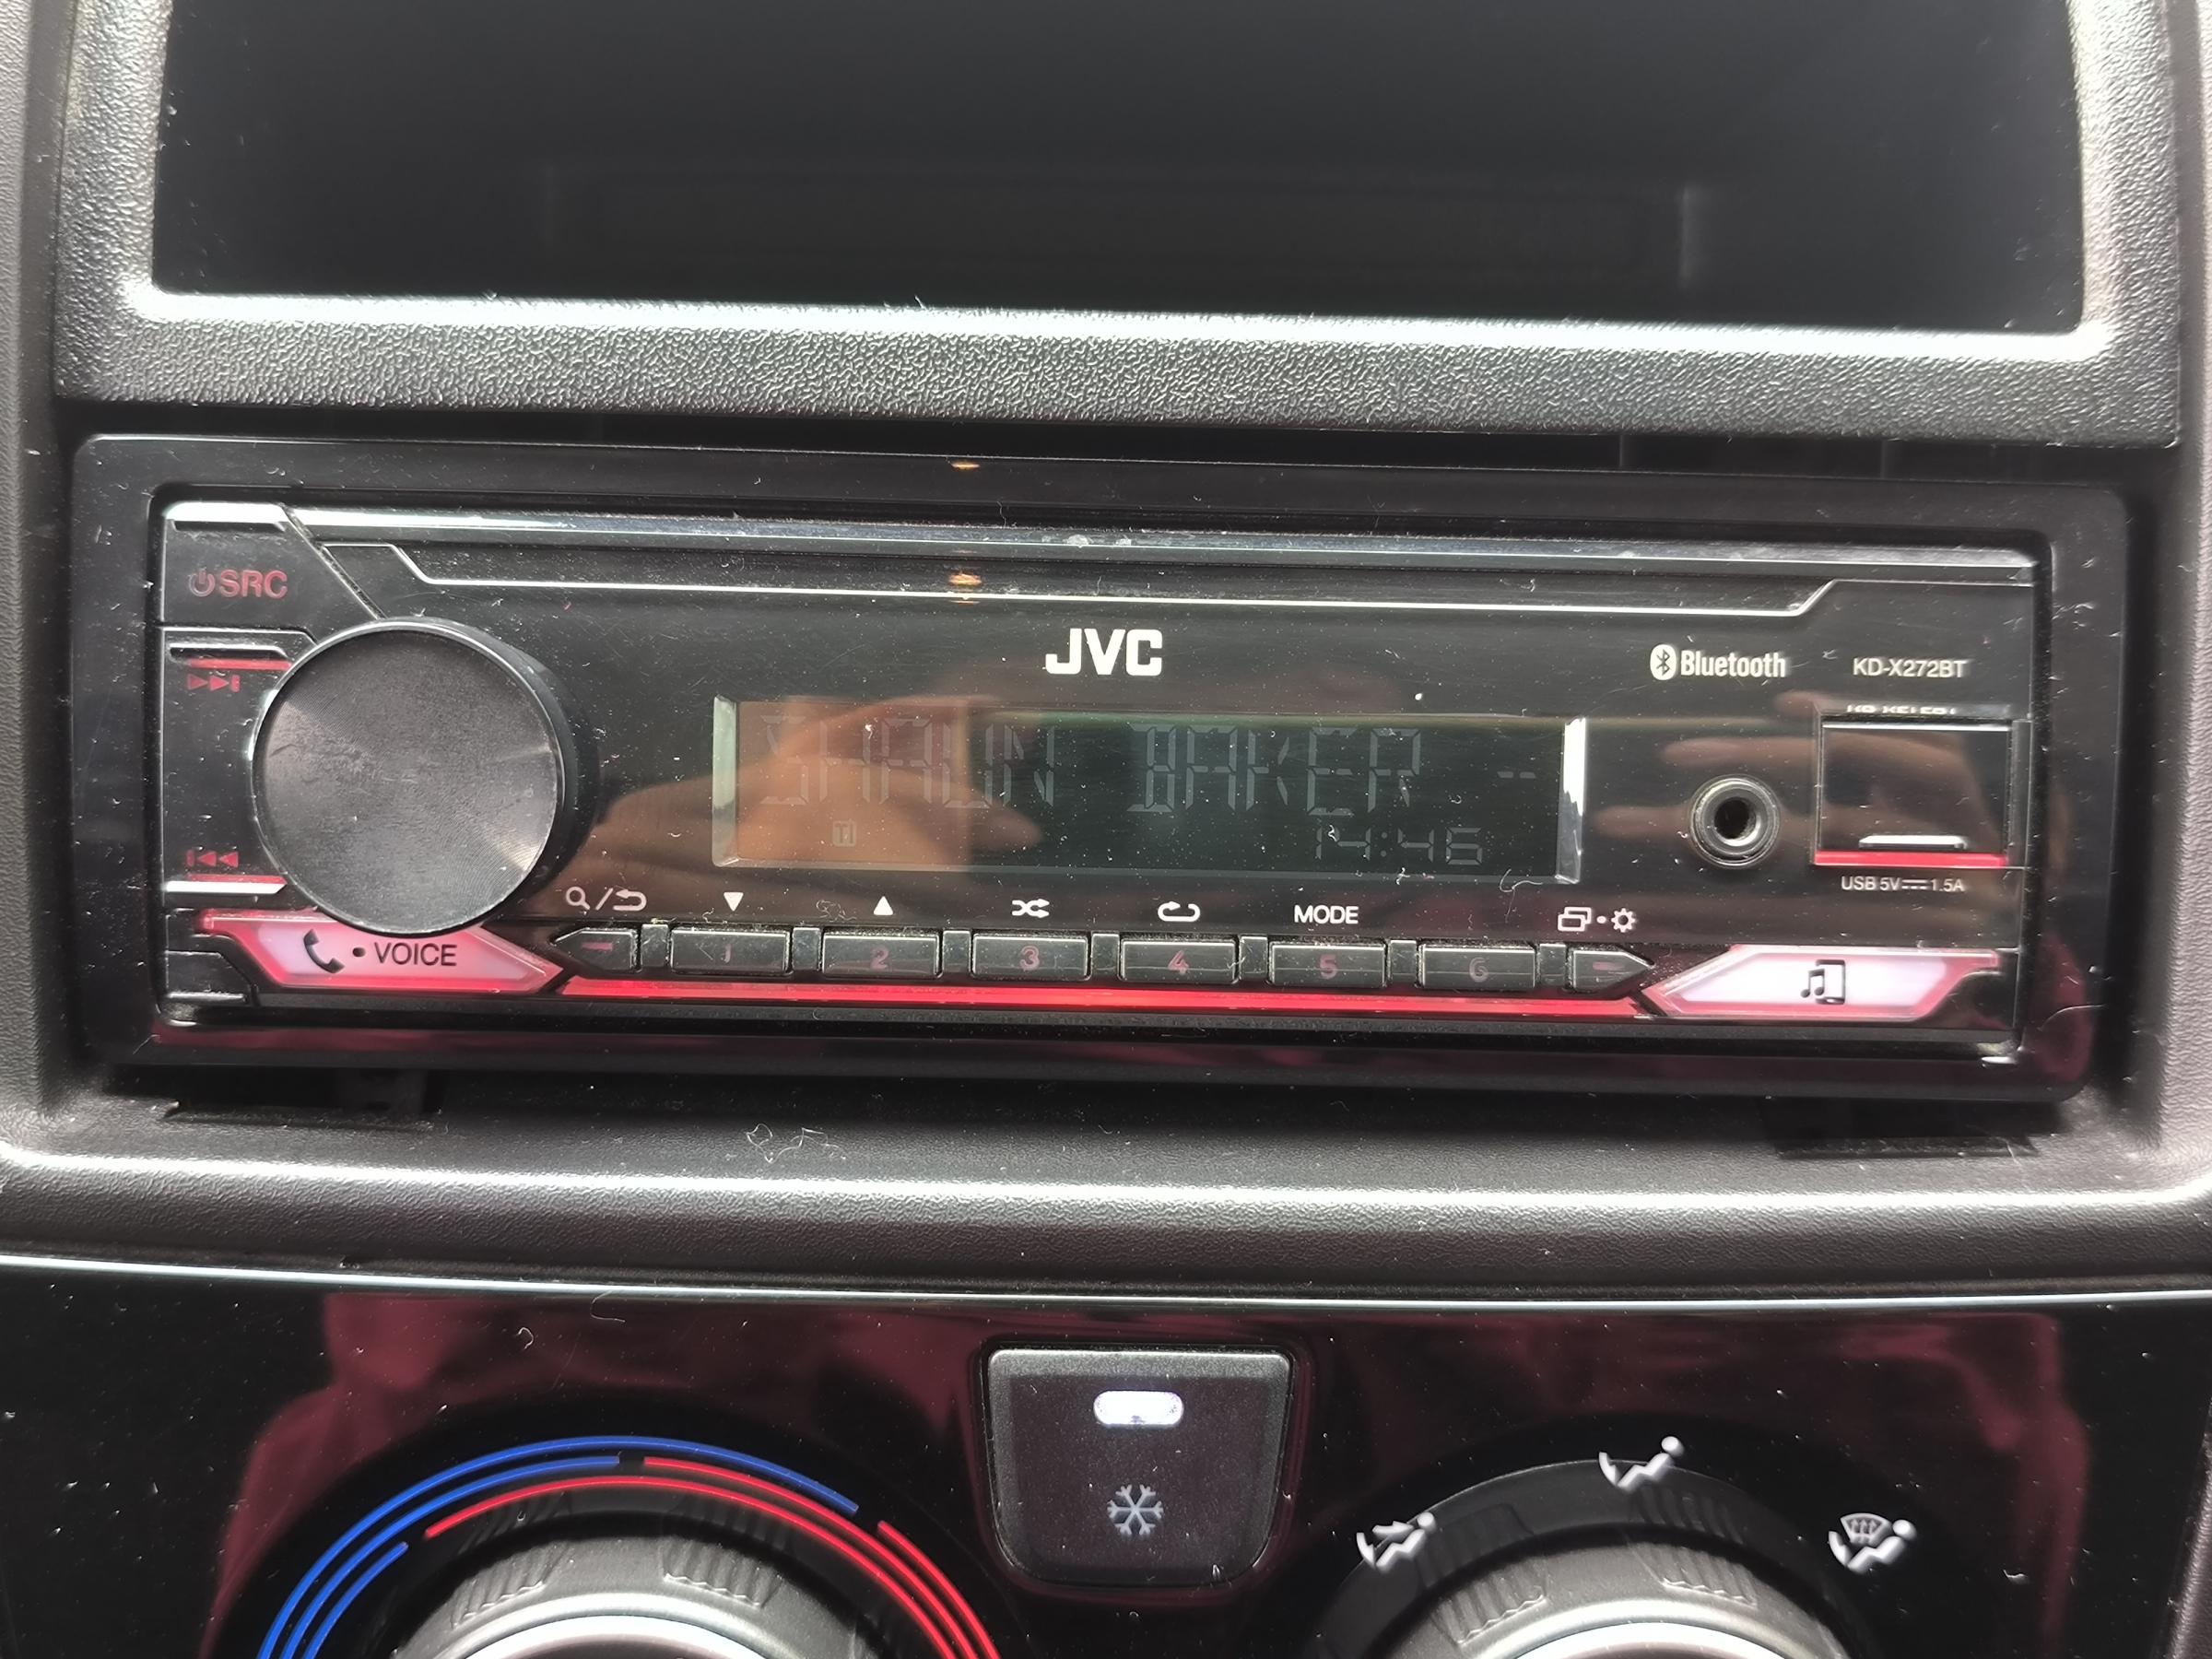 SRC
JVC
Bluetooth
KD-X272BT
SHAUN BAKER --
TI
14:46
USB 5V 1.5A
MODE
VOICE
1
2
3
4
5
6